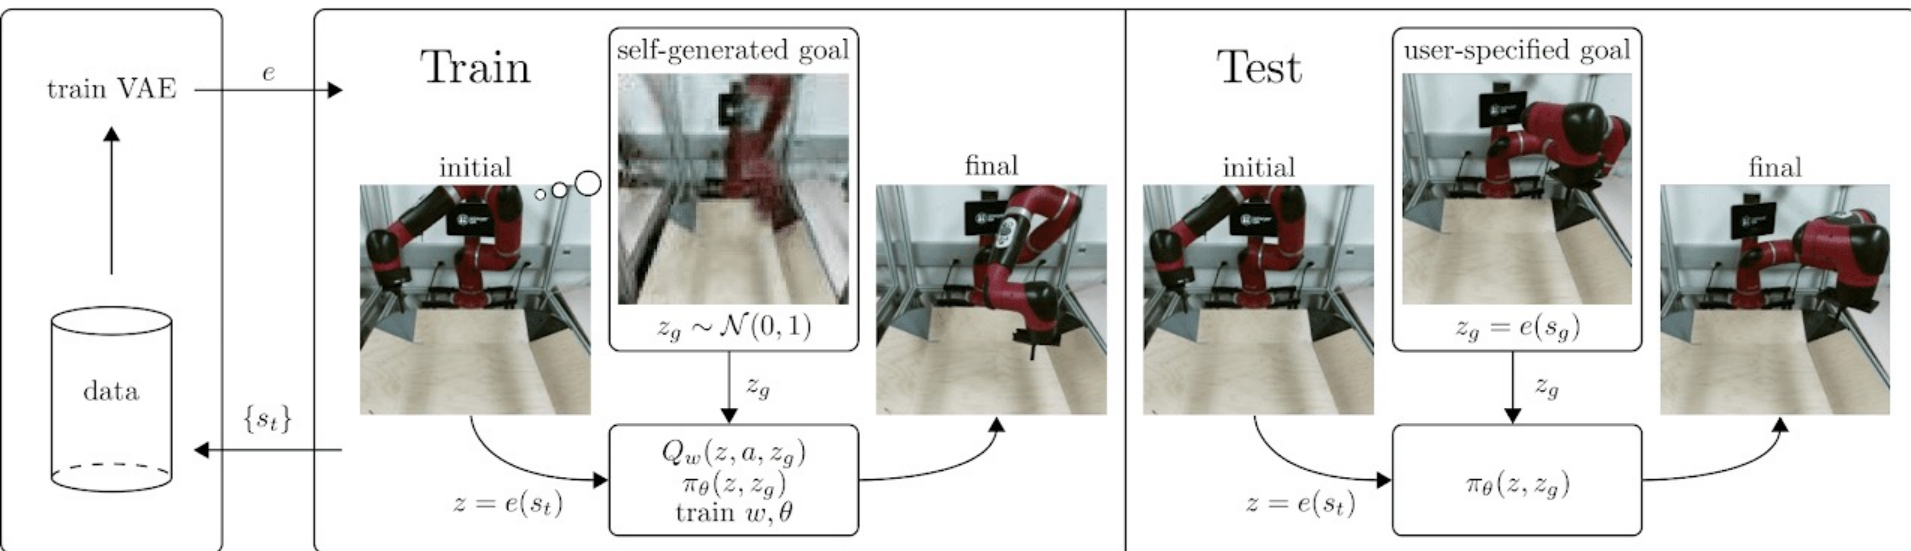 train VAE
data
e
{s_t}
Train
initial
self-generated goal
z_g ∼ 𝒩(0, 1)
z_g
final
z = e(s_t)
Q_w(z, a, z_g)
π_θ(z, z_g)
train w, θ
Test
initial
user-specified goal
z_g = e(s_g)
z_g
final
z = e(s_t)
π_θ(z, z_g)